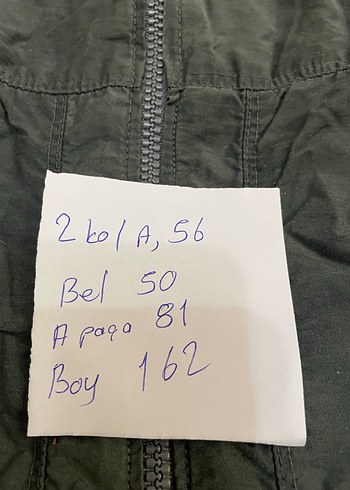 2 kol A, 56
Bel 50
A paça 81
Boy 162